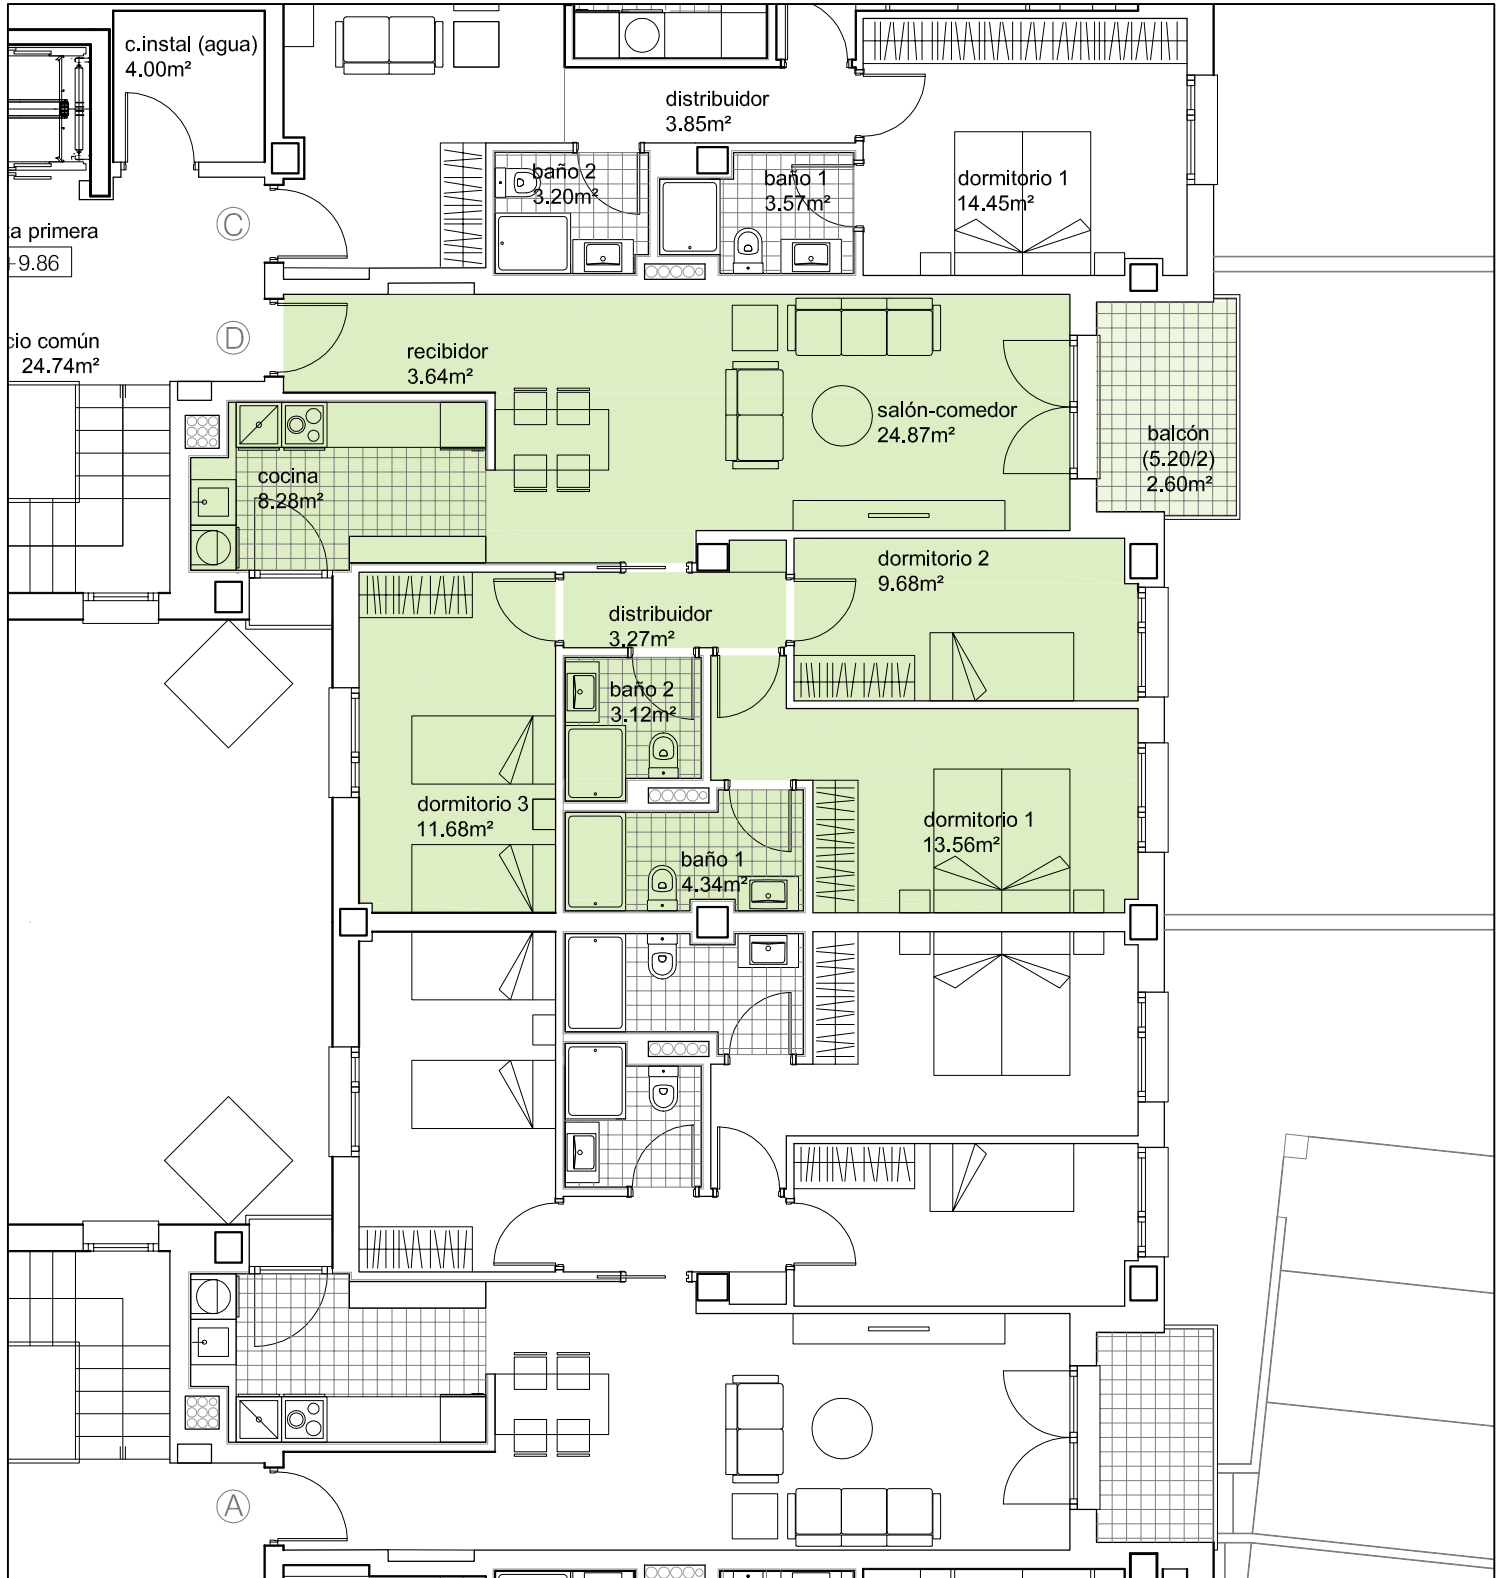 c.instal (agua)
4.00m²
distribuidor
3.85m²
baño 2
3.20m²
baño 1
3.57m²
dormitorio 1
14.45m²
C
ta primera
+9.86
D
cio común
24.74m²
recibidor
3.64m²
salón-comedor
24.87m²
balcón
(5.20/2)
2.60m²
cocina
8.28m²
dormitorio 2
9.68m²
distribuidor
3.27m²
baño 2
3.12m²
dormitorio 3
11.68m²
dormitorio 1
13.56m²
baño 1
4.34m²
A